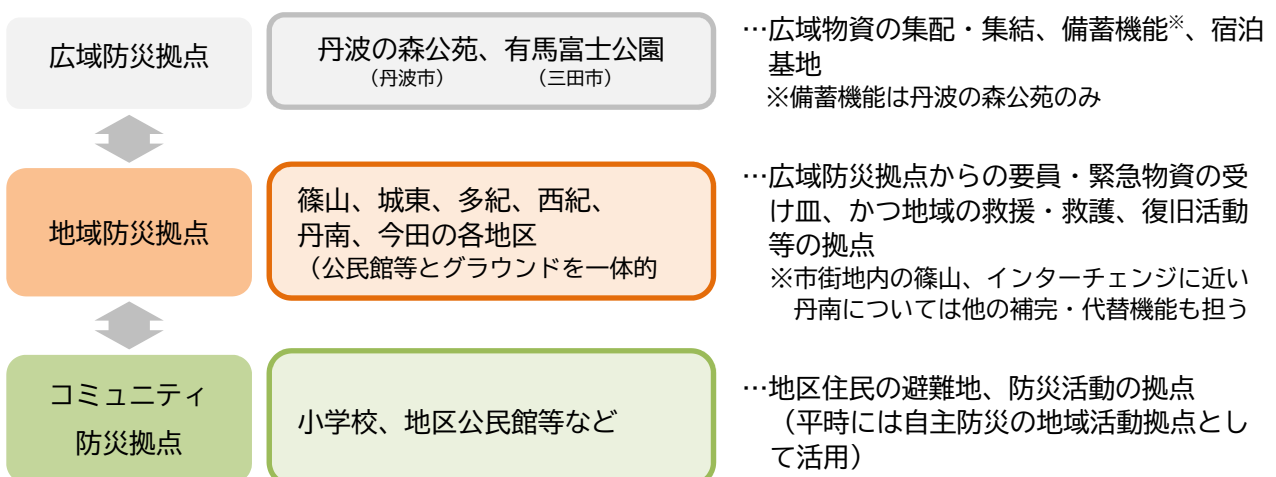 広域防災拠点
丹波の森公苑、有馬富士公園
（丹波市）　（三田市）
…広域物資の集配・集結、備蓄機能※、宿泊
基地
※備蓄機能は丹波の森公苑のみ
地域防災拠点
篠山、城東、多紀、西紀、
丹南、今田の各地区
（公民館等とグラウンドを一体的
…広域防災拠点からの要員・緊急物資の受
け皿、かつ地域の救援・救護、復旧活動
等の拠点
※市街地内の篠山、インターチェンジに近い
丹南については他の補完・代替機能も担う
コミュニティ
防災拠点
小学校、地区公民館等など
…地区住民の避難地、防災活動の拠点
（平時には自主防災の地域活動拠点とし
て活用）